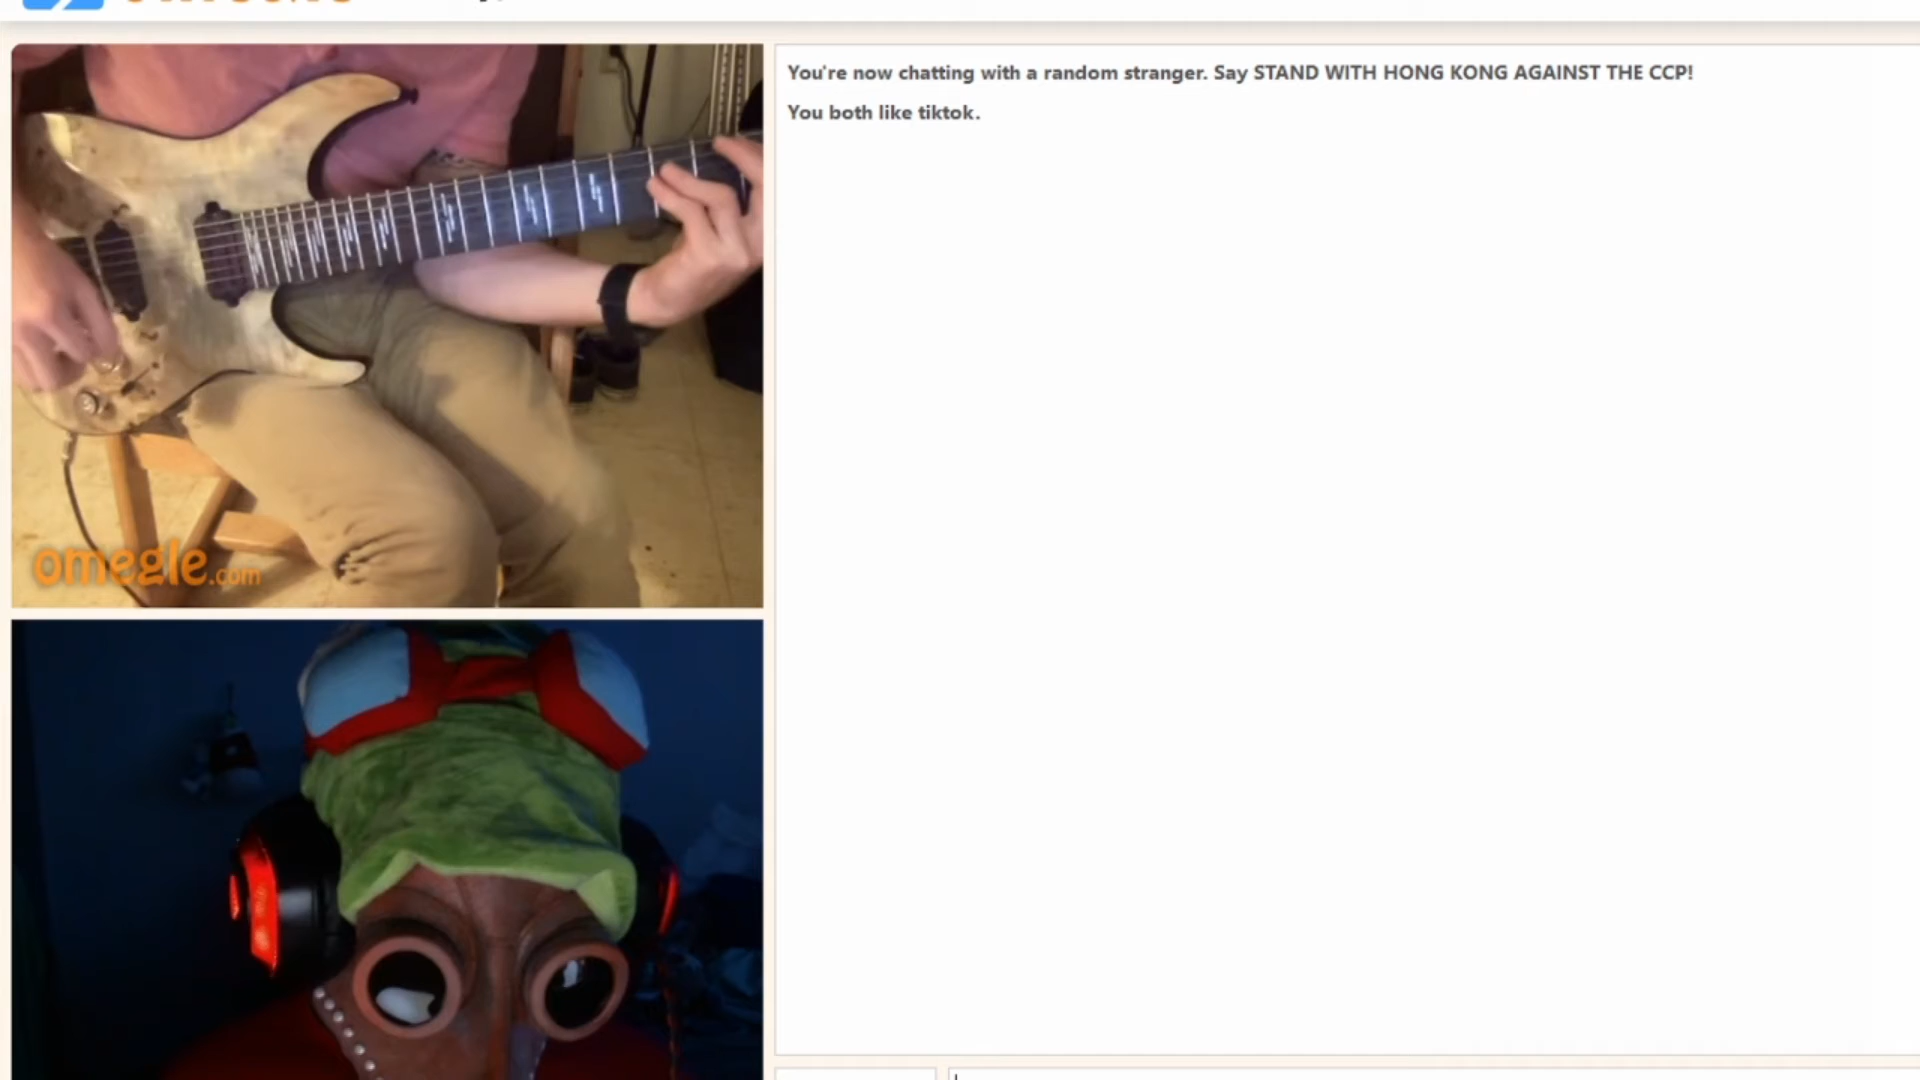 You're now chatting with a random stranger. Say STAND WITH HONG KONG AGAINST THE CCP!
You both like tiktok.
omegle.com